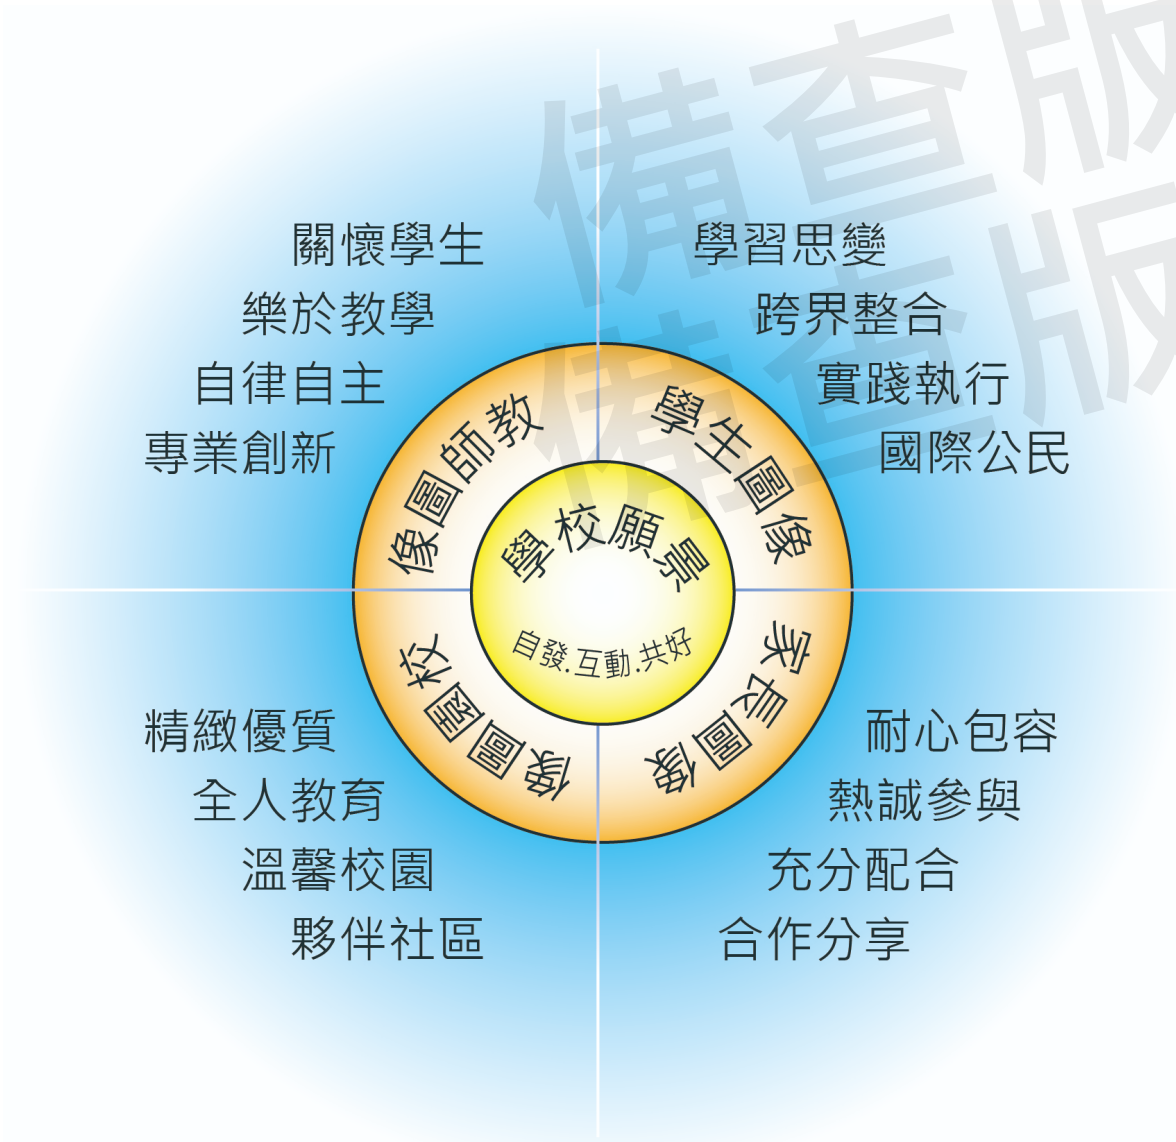 備查版
備查版
關懷學生
樂於教學
自律自主
專業創新
學習思變
跨界整合
實踐執行
國際公民
像圖師教
學生圖像
學校願景
自發.互動.共好
校園圖像
家長圖像
精緻優質
全人教育
溫馨校園
夥伴社區
耐心包容
熱誠參與
充分配合
合作分享